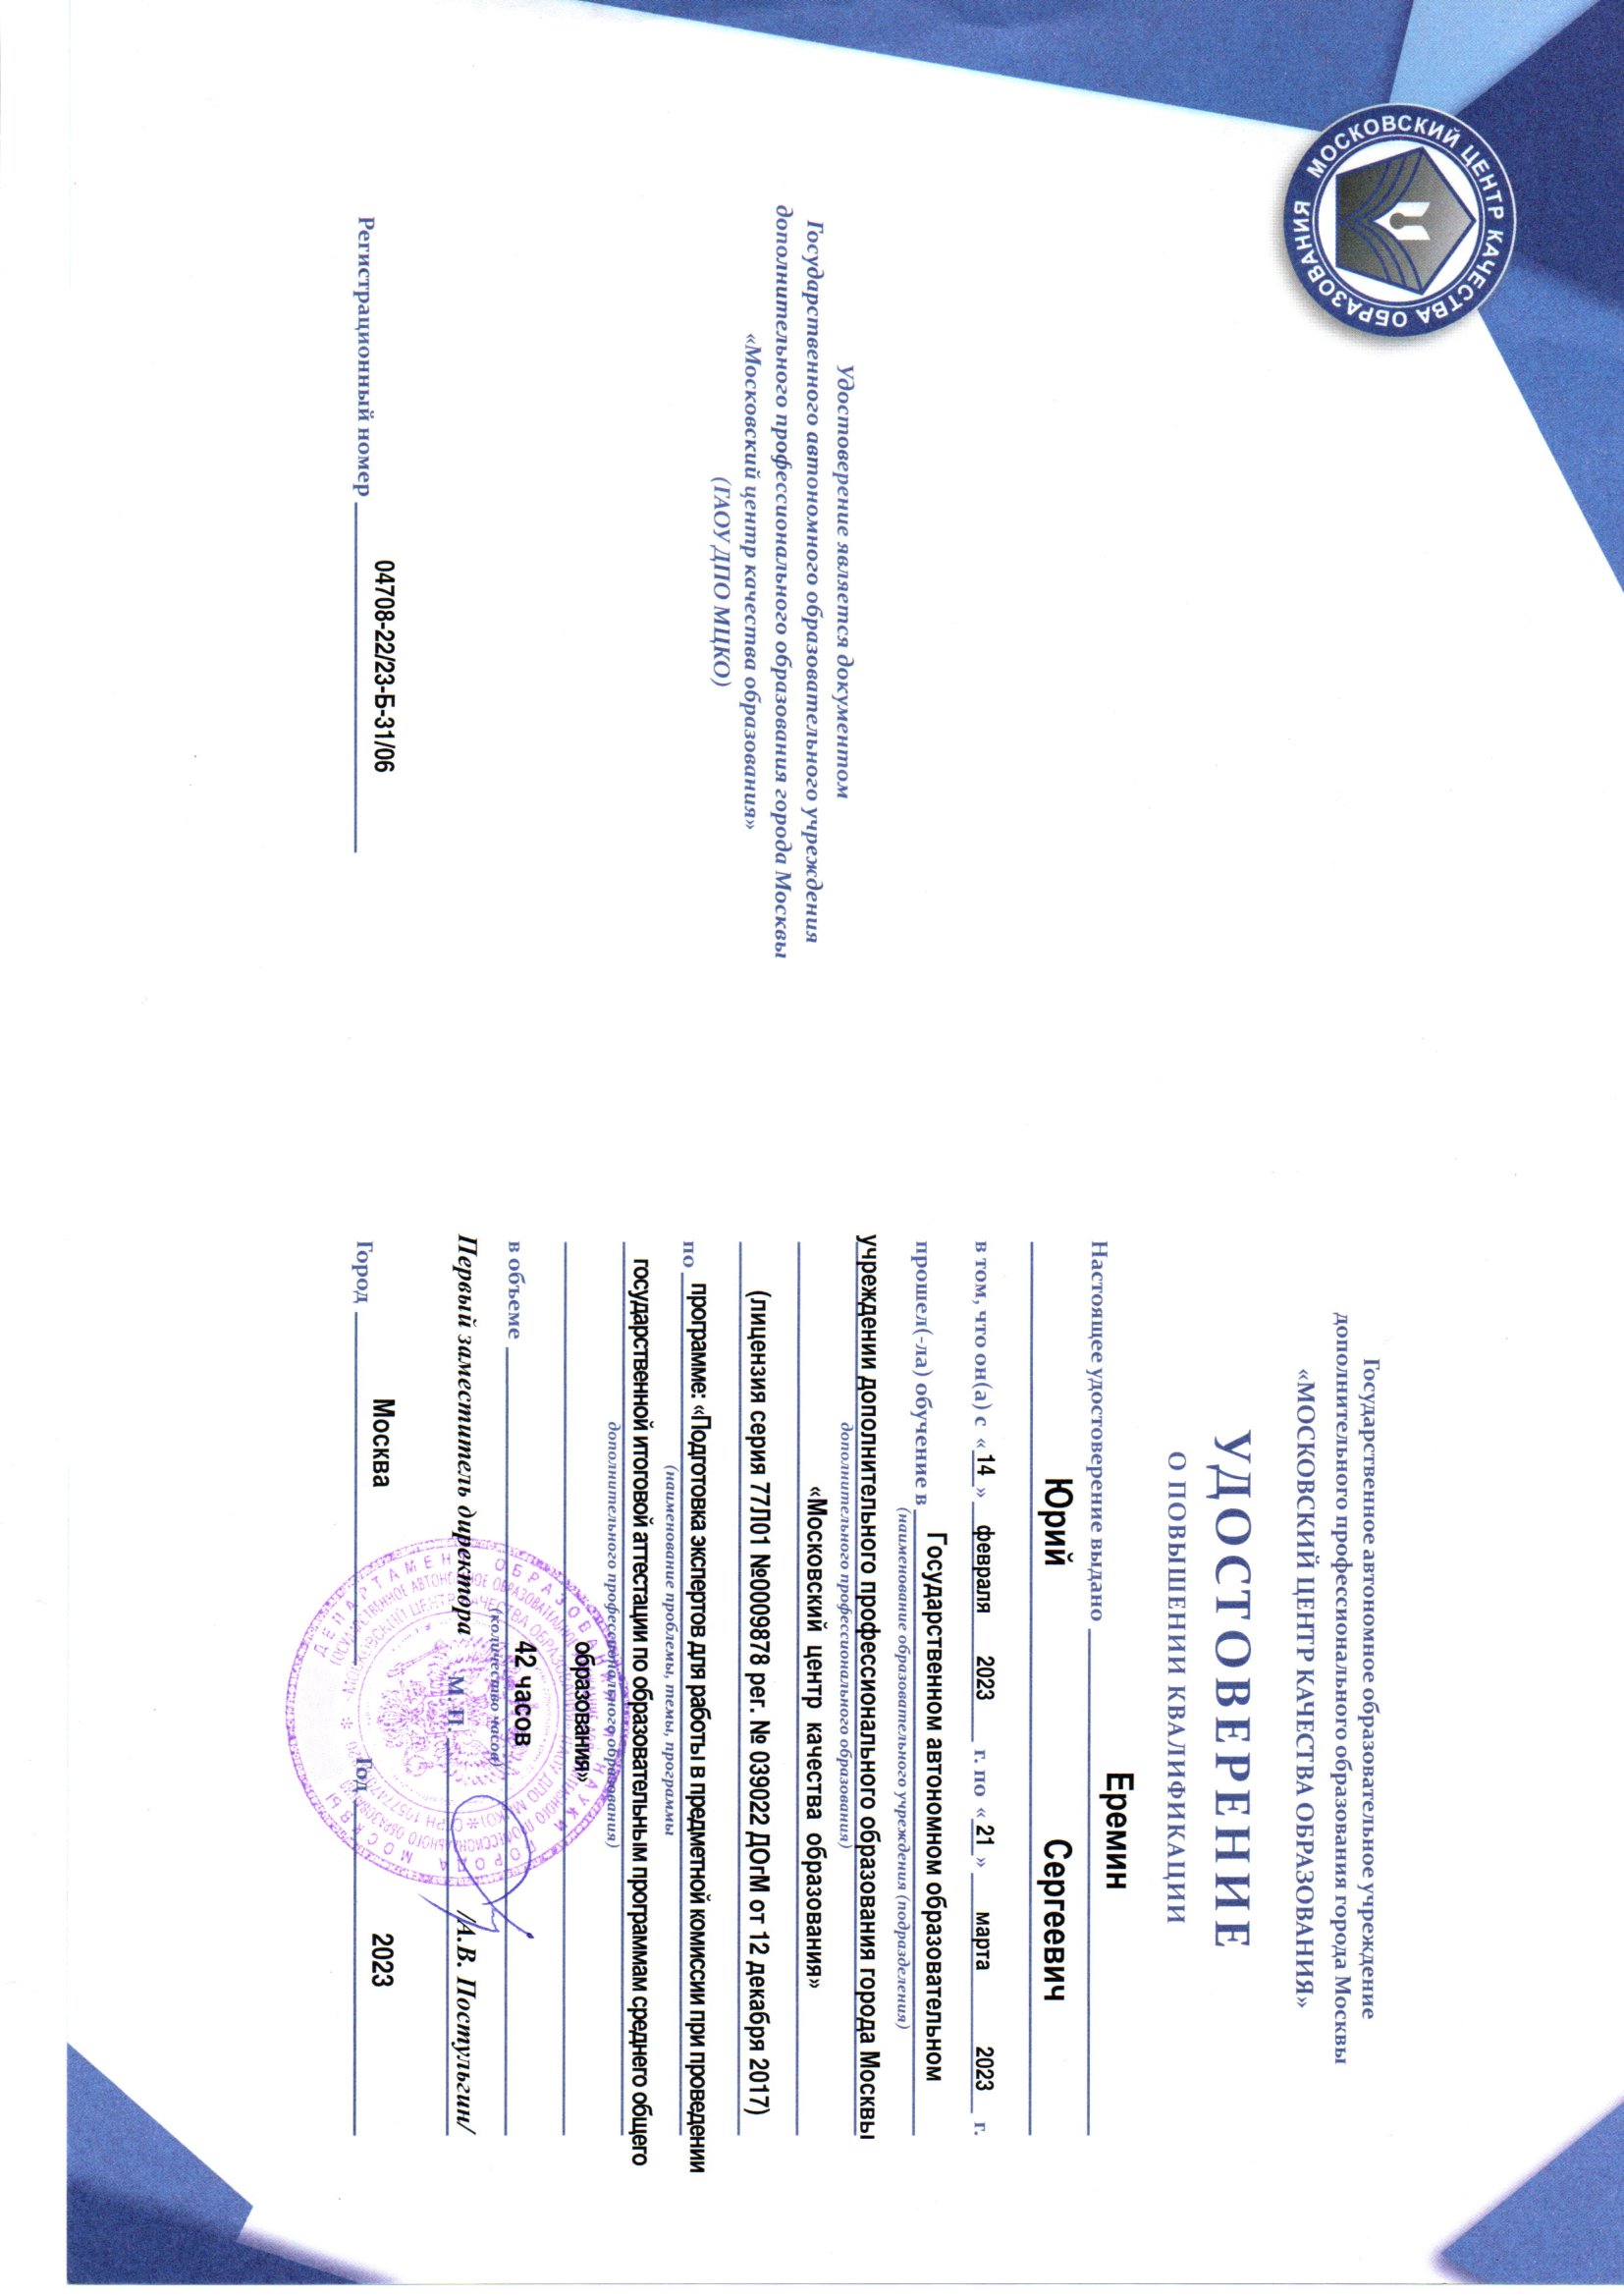 МОСКОВСКИЙ ЦЕНТР КАЧЕСТВА ОБРАЗОВАНИЯ
Удостоверение является документом
Государственного автономного образовательного учреждения
дополнительного профессионального образования города Москвы
«Московский центр качества образования»
(ГАОУ ДПО МЦКО)
Регистрационный номер 04708-22/23-Б-31/06
Государственное автономное образовательное учреждение
дополнительного профессионального образования города Москвы
«МОСКОВСКИЙ ЦЕНТР КАЧЕСТВА ОБРАЗОВАНИЯ»
УДОСТОВЕРЕНИЕ
О ПОВЫШЕНИИ КВАЛИФИКАЦИИ
Настоящее удостоверение выдано Еремин
Юрий Сергеевич
в том, что он(а) с «14» февраля 2023 г. по «21» марта 2023 г.
прошел(-ла) обучение в Государственном автономном образовательном
(наименование образовательного учреждения (подразделения)
учреждении дополнительного профессионального образования города Москвы
дополнительного профессионального образования)
«Московский центр качества образования»
(лицензия серия 77Л01 №0009878 рег. № 039022 ДОгМ от 12 декабря 2017)
по программе: «Подготовка экспертов для работы в предметной комиссии при проведении
(наименование проблемы, темы, программы
государственной итоговой аттестации по образовательным программам среднего общего
дополнительного профессионального образования)
образования»
в объеме 42 часов
(количество часов)
Первый заместитель директора М. П. /А.В. Постульгин/
Город Москва Год 2023
ДЕПАРТАМЕНТ ОБРАЗОВАНИЯ И НАУКИ ГОРОДА МОСКВЫ